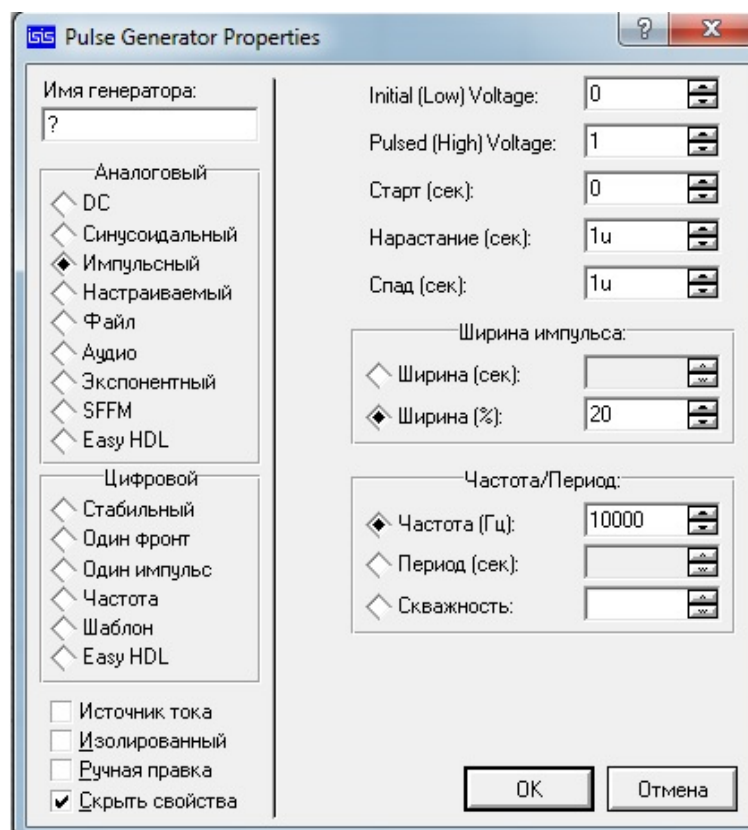 isis Pulse Generator Properties
? X
Имя генератора:
?
Аналоговый
DC
Синусоидальный
Импульсный
Настраиваемый
Файл
Аудио
Экспонентный
SFFM
Easy HDL
Цифровой
Стабильный
Один фронт
Один импульс
Частота
Шаблон
Easy HDL
Источник тока
Изолированный
Ручная правка
Скрыть свойства
Initial (Low) Voltage: 0
Pulsed (High) Voltage: 1
Старт (сек): 0
Нарастание (сек): 1u
Спад (сек): 1u
Ширина импульса:
Ширина (сек):
Ширина (%): 20
Частота/Период:
Частота (Гц): 10000
Период (сек):
Скважность:
OK Отмена